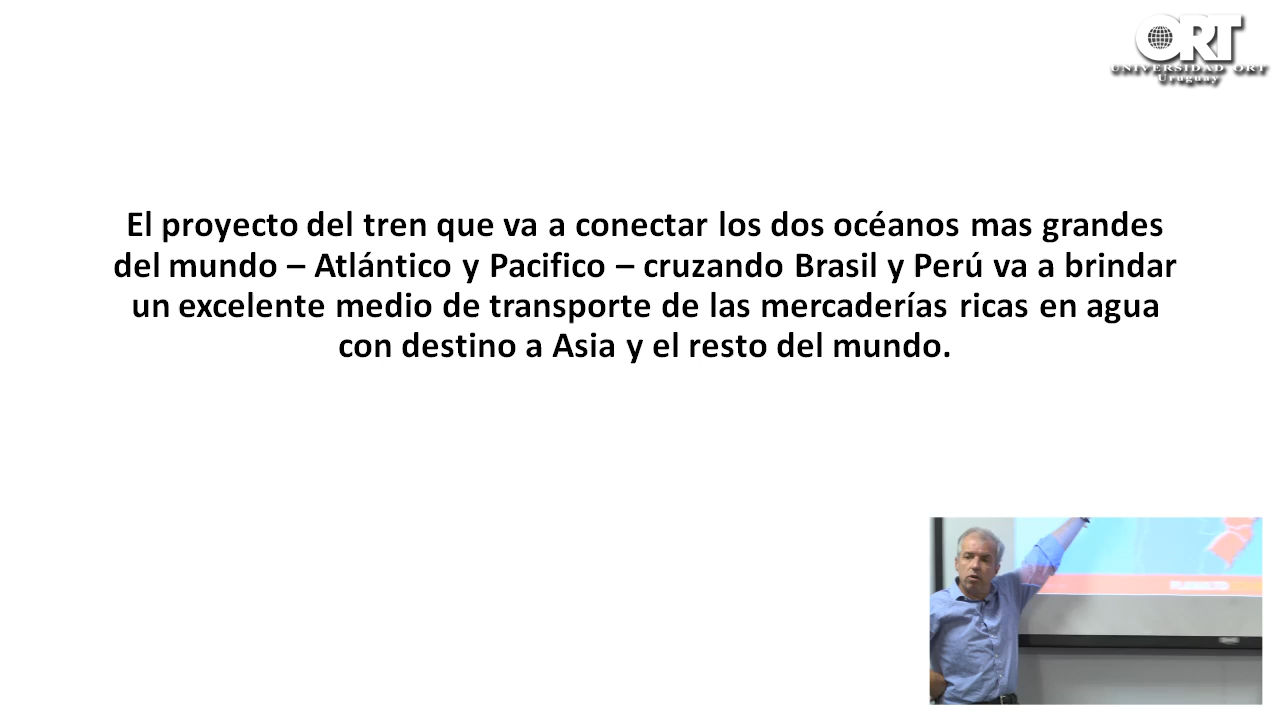 ORT
UNIVERSIDAD ORT
Uruguay
El proyecto del tren que va a conectar los dos océanos mas grandes
del mundo – Atlántico y Pacifico – cruzando Brasil y Perú va a brindar
un excelente medio de transporte de las mercaderías ricas en agua
con destino a Asia y el resto del mundo.